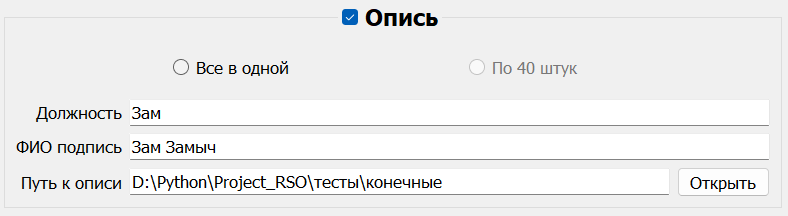 Опись
Все в одной По 40 штук
Должность Зам
ФИО подпись Зам Замыч
Путь к описи D:\Python\Project_RSO\тесты\конечные Открыть